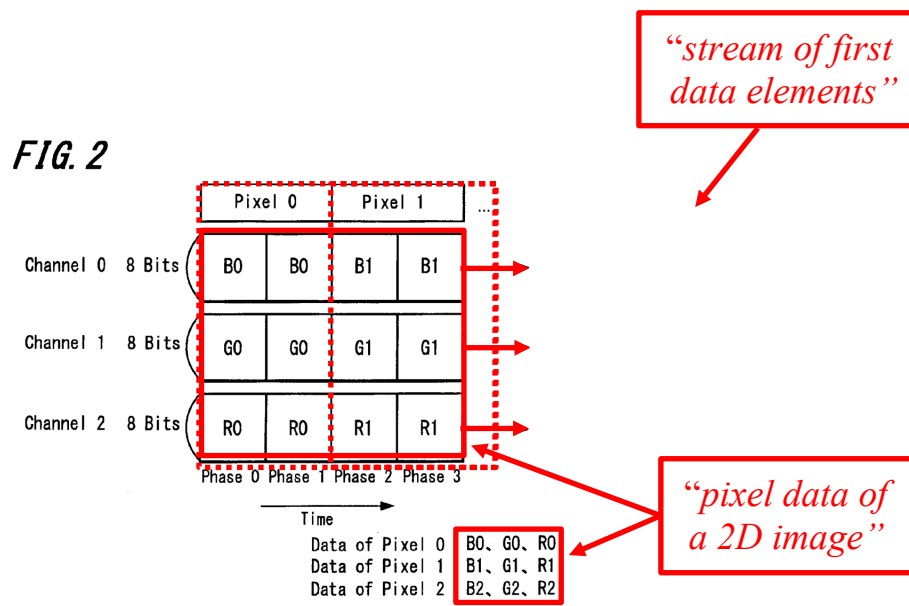 “stream of first
data elements”
FIG. 2
Pixel 0 Pixel 1 ...
Channel 0 8 Bits B0 B0 B1 B1
Channel 1 8 Bits G0 G0 G1 G1
Channel 2 8 Bits R0 R0 R1 R1
Phase 0 Phase 1 Phase 2 Phase 3
Time
“pixel data of
a 2D image”
Data of Pixel 0 B0、G0、R0
Data of Pixel 1 B1、G1、R1
Data of Pixel 2 B2、G2、R2